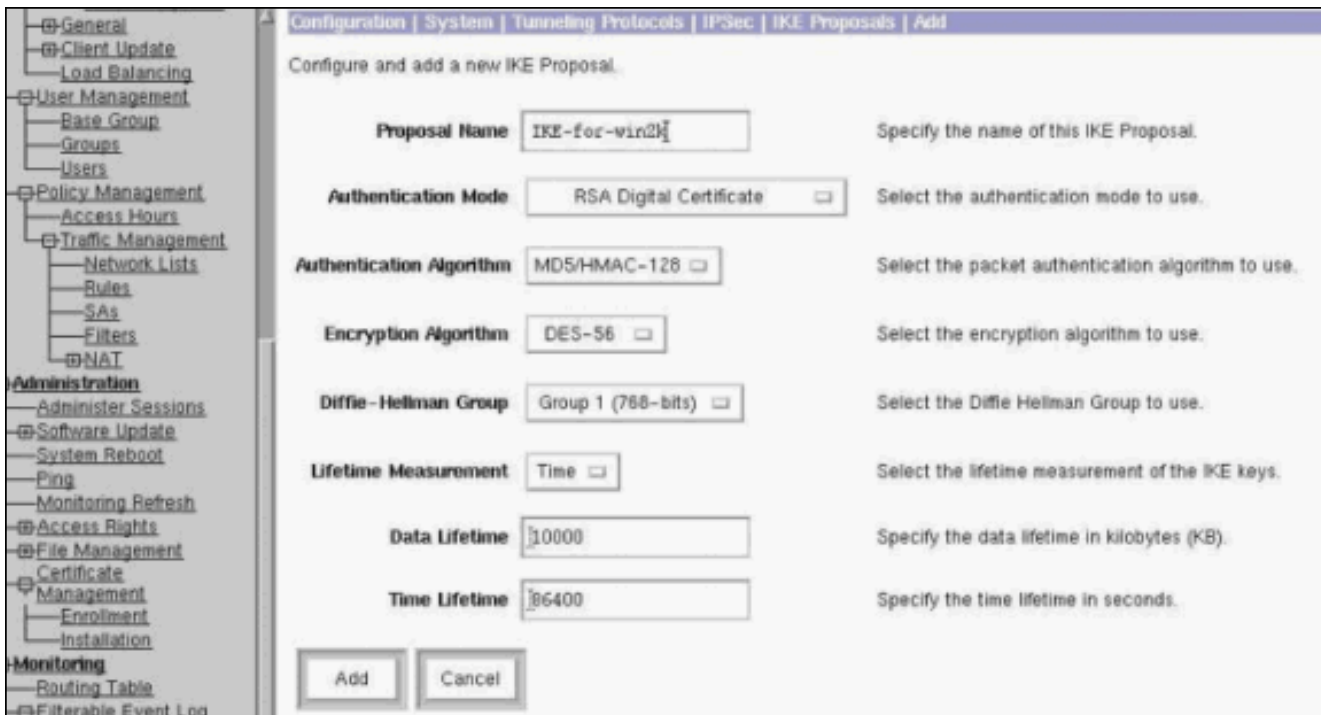 General
Client Update
Load Balancing
User Management
Base Group
Groups
Users
Policy Management
Access Hours
Traffic Management
Network Lists
Rules
SAs
Filters
NAT
Administration
Administer Sessions
Software Update
System Reboot
Ping
Monitoring Refresh
Access Rights
File Management
Certificate
Management
Enrollment
Installation
Monitoring
Routing Table
Filterable Event Log
Configuration | System | Tunneling Protocols | IPSec | IKE Proposals | Add
Configure and add a new IKE Proposal.
Proposal Name IKE-for-win2k Specify the name of this IKE Proposal.
Authentication Mode RSA Digital Certificate Select the authentication mode to use.
Authentication Algorithm MD5/HMAC-128 Select the packet authentication algorithm to use.
Encryption Algorithm DES-56 Select the encryption algorithm to use.
Diffie-Hellman Group Group 1 (768-bits) Select the Diffie Hellman Group to use.
Lifetime Measurement Time Select the lifetime measurement of the IKE keys.
Data Lifetime 10000 Specify the data lifetime in kilobytes (KB).
Time Lifetime 86400 Specify the time lifetime in seconds.
Add Cancel